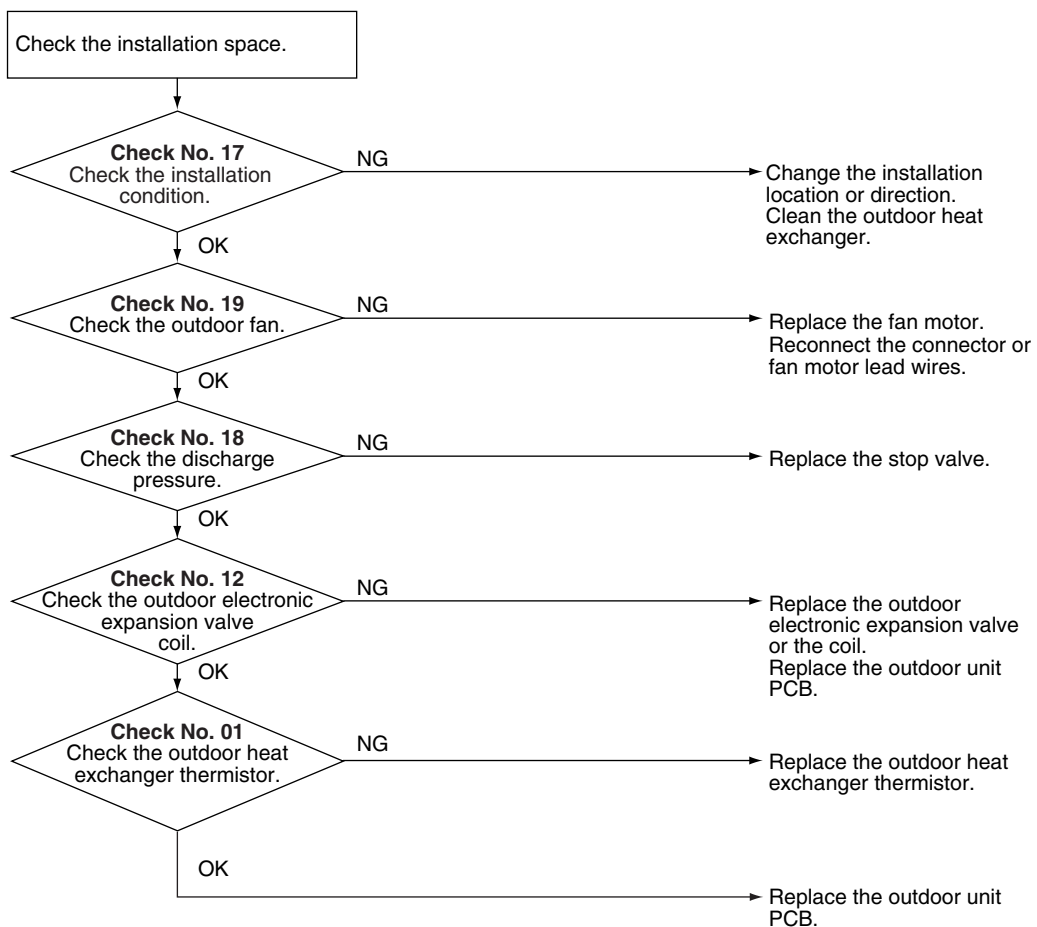 Check the installation space.
Check No. 17
Check the installation
condition.
NG
Change the installation
location or direction.
Clean the outdoor heat
exchanger.
OK
Check No. 19
Check the outdoor fan.
NG
Replace the fan motor.
Reconnect the connector or
fan motor lead wires.
OK
Check No. 18
Check the discharge
pressure.
NG
Replace the stop valve.
OK
Check No. 12
Check the outdoor electronic
expansion valve
coil.
NG
Replace the outdoor
electronic expansion valve
or the coil.
Replace the outdoor unit
PCB.
OK
Check No. 01
Check the outdoor heat
exchanger thermistor.
NG
Replace the outdoor heat
exchanger thermistor.
OK
Replace the outdoor unit
PCB.